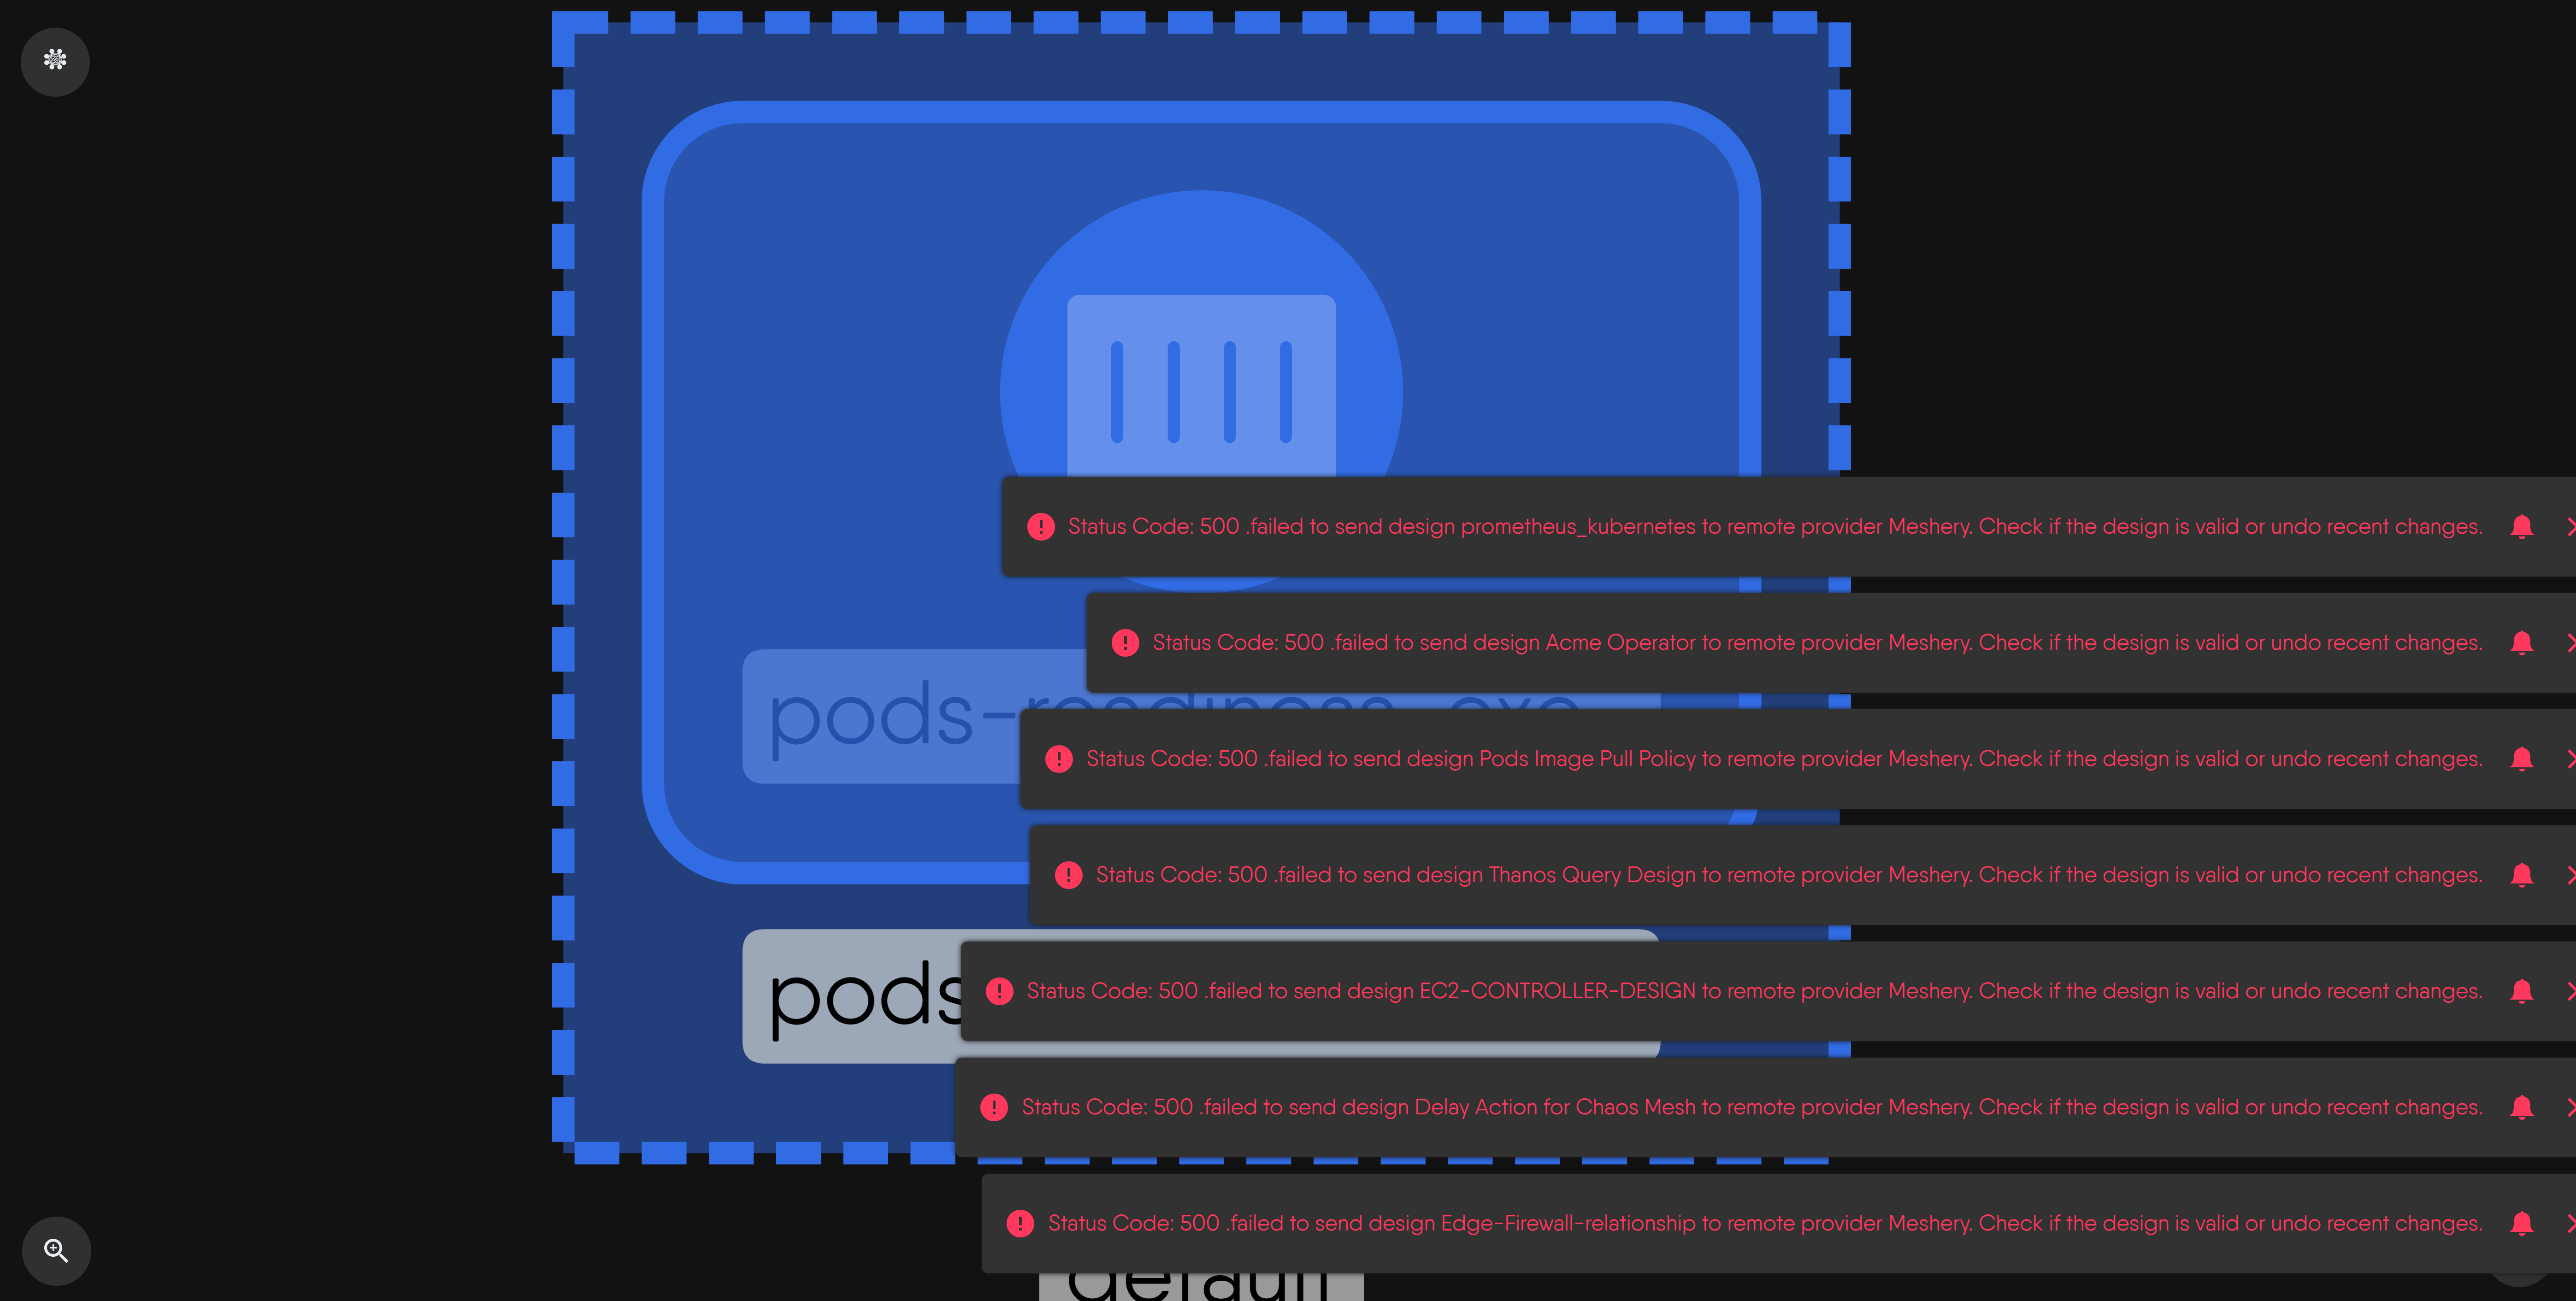 Status Code: 500 .failed to send design prometheus_kubernetes to remote provider Meshery. Check if the design is valid or undo recent changes.
Status Code: 500 .failed to send design Acme Operator to remote provider Meshery. Check if the design is valid or undo recent changes.
pods-readiness-exe
Status Code: 500 .failed to send design Pods Image Pull Policy to remote provider Meshery. Check if the design is valid or undo recent changes.
Status Code: 500 .failed to send design Thanos Query Design to remote provider Meshery. Check if the design is valid or undo recent changes.
pods
Status Code: 500 .failed to send design EC2-CONTROLLER-DESIGN to remote provider Meshery. Check if the design is valid or undo recent changes.
Status Code: 500 .failed to send design Delay Action for Chaos Mesh to remote provider Meshery. Check if the design is valid or undo recent changes.
Status Code: 500 .failed to send design Edge-Firewall-relationship to remote provider Meshery. Check if the design is valid or undo recent changes.
default